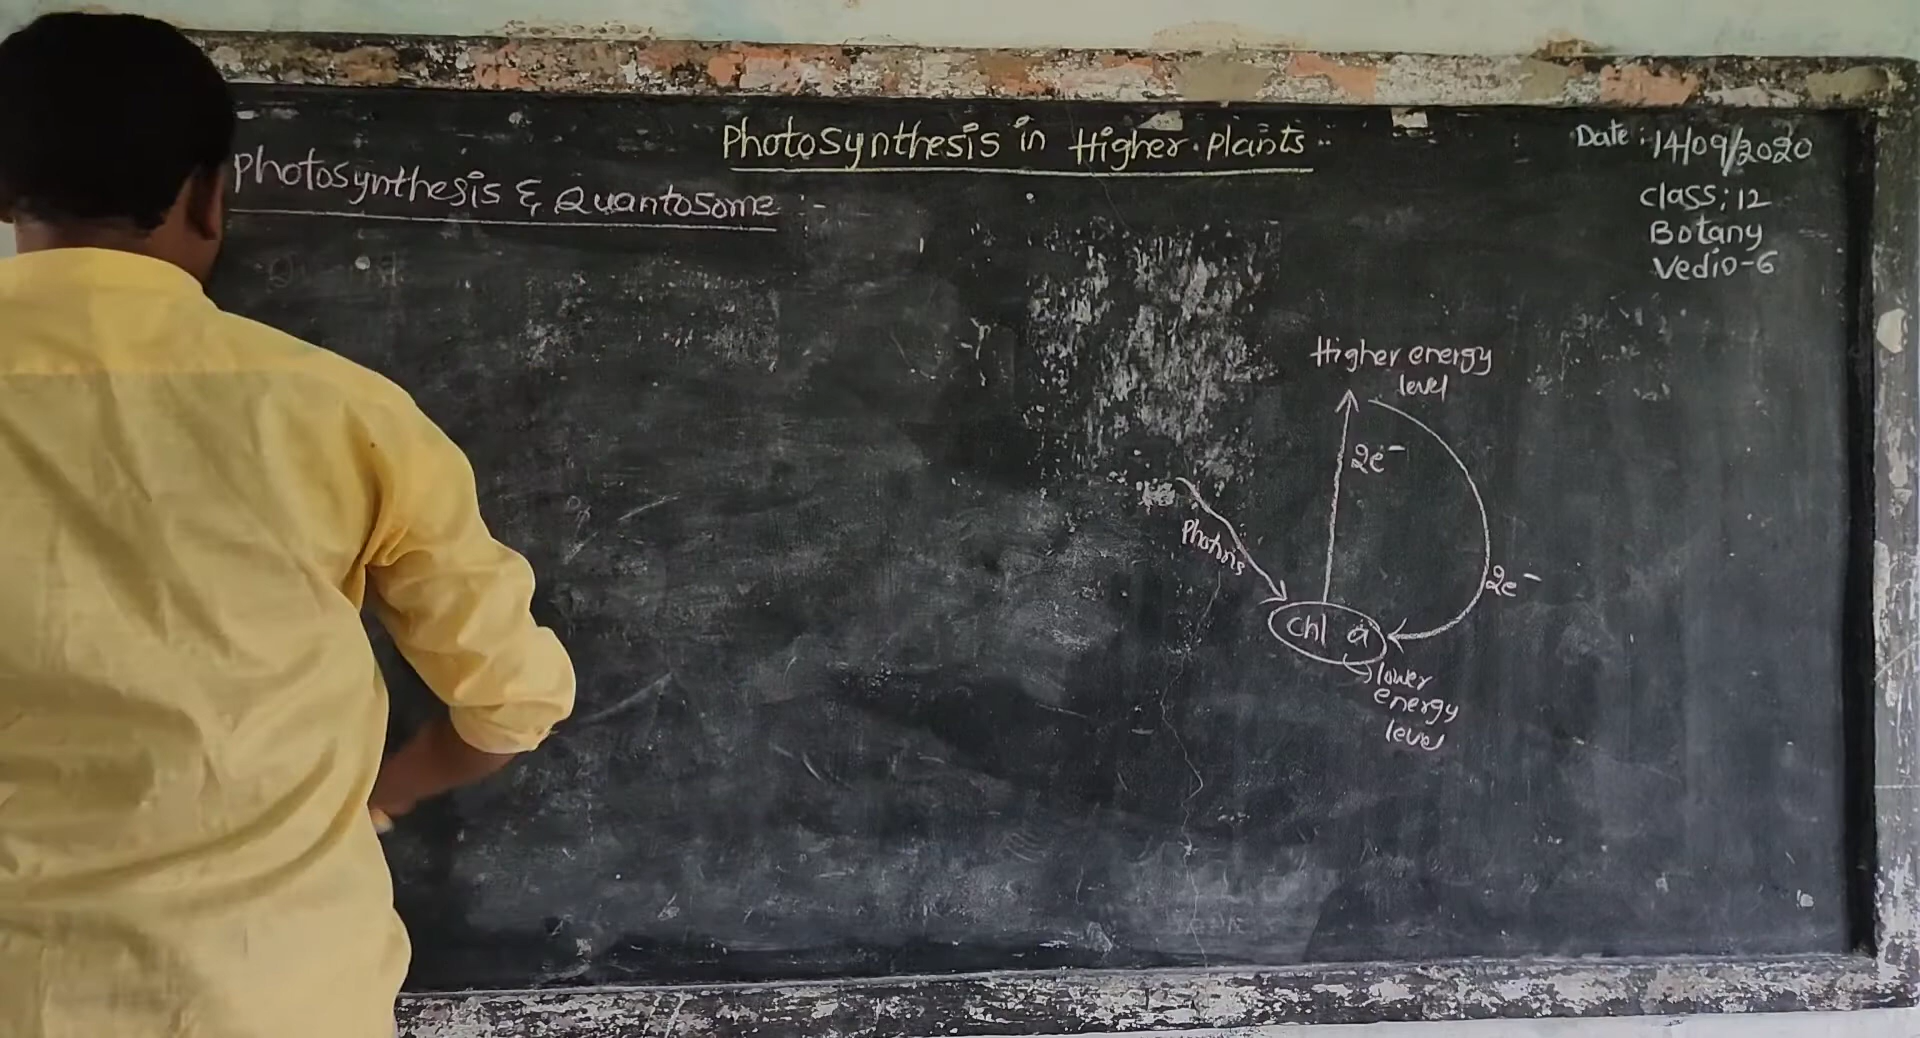 Photosynthesis in Higher Plants
Date: 14/09/2020
class: 12
Botany
Vedio-6
photosynthesis & Quantosome :-
Higher energy
level
2e⁻
Photons
2e⁻
Chl a
lower
energy
level